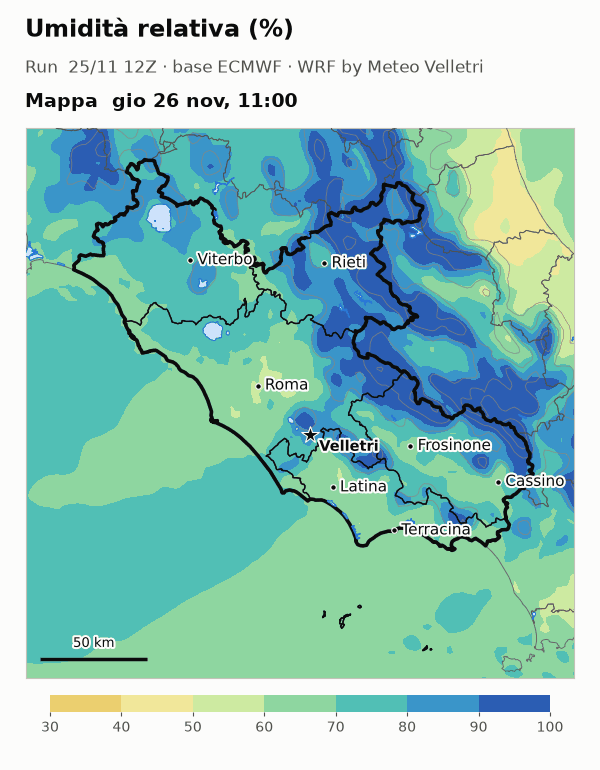 Umidità relativa (%)
Run  25/11 12Z · base ECMWF · WRF by Meteo Velletri
Mappa  gio 26 nov, 11:00
Viterbo
Rieti
Roma
Velletri
Frosinone
Cassino
Latina
Terracina
50 km
30 40 50 60 70 80 90 100